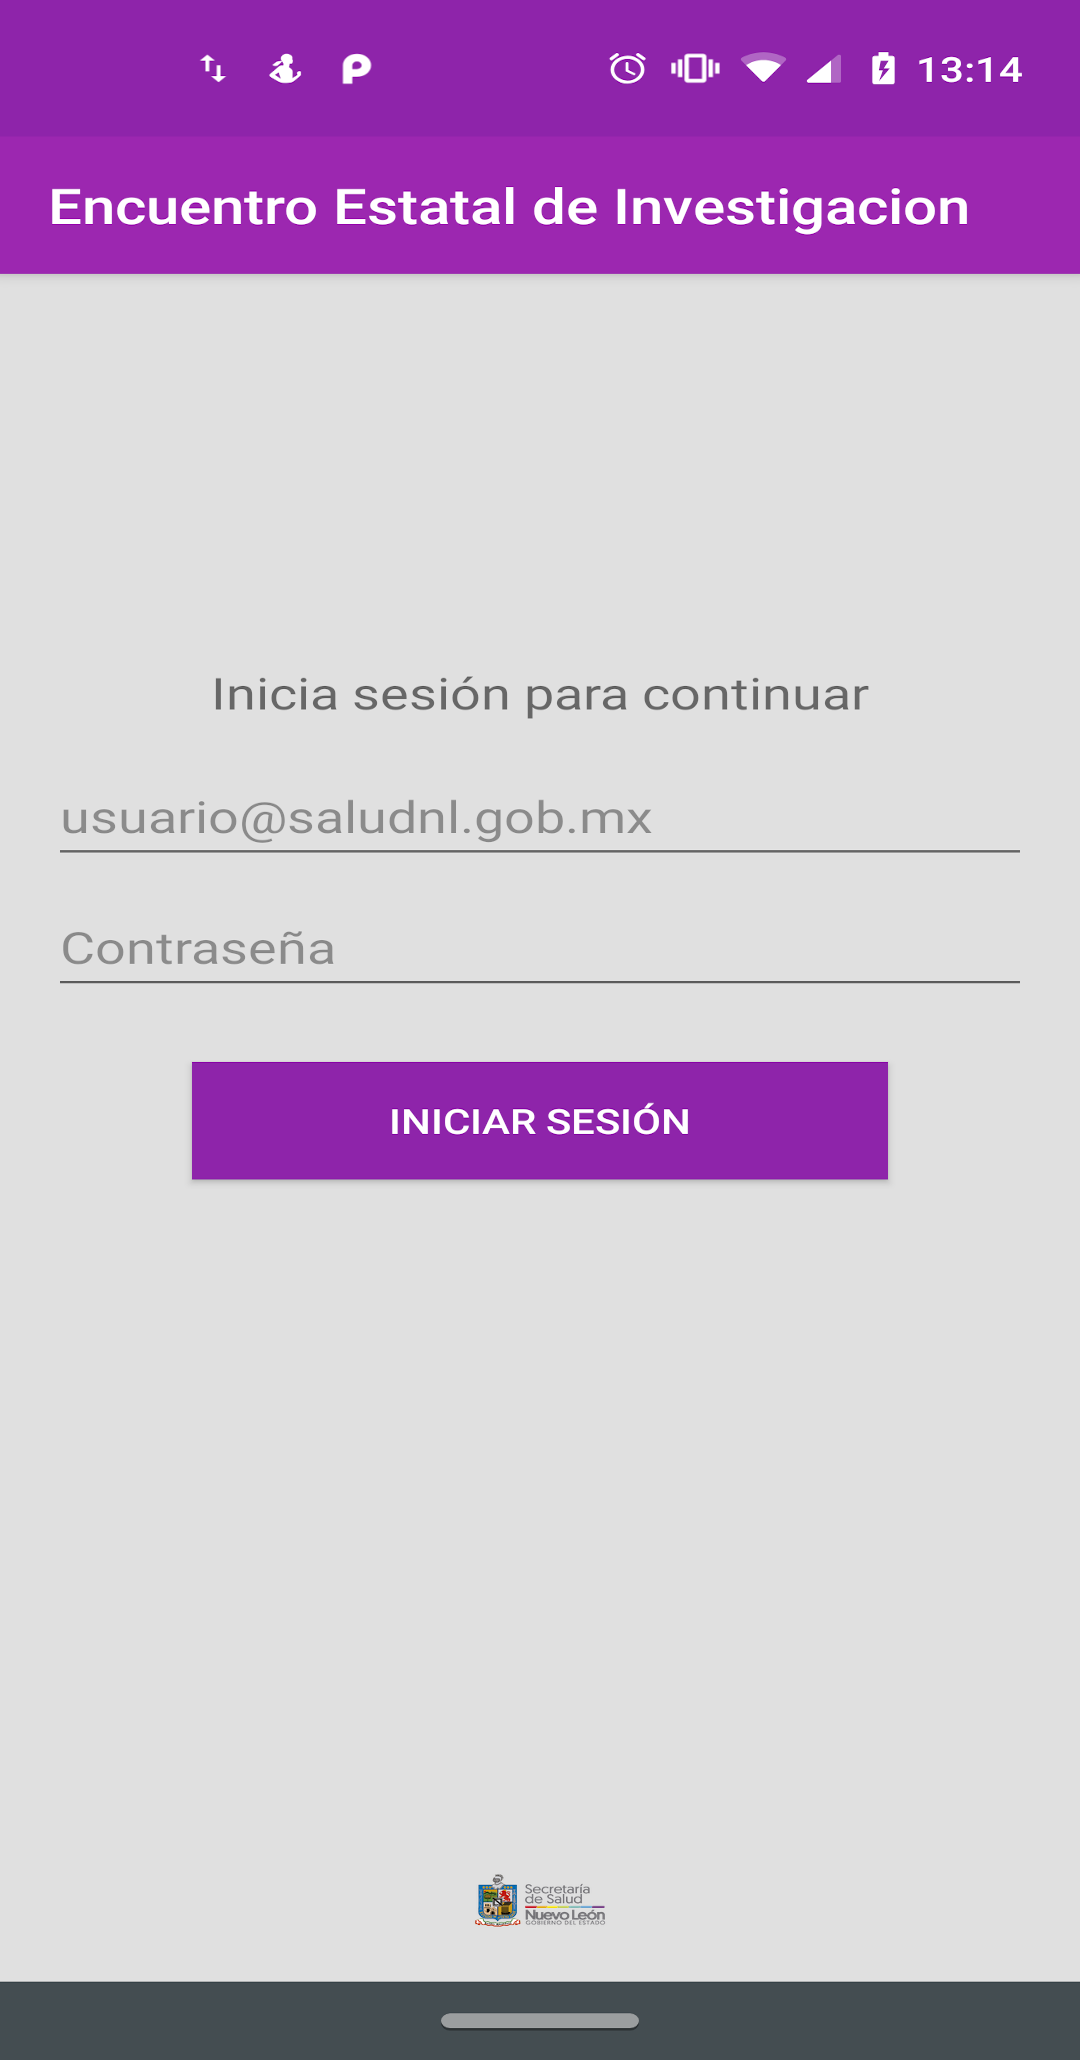 13:14
Encuentro Estatal de Investigacion
Inicia sesión para continuar
usuario@saludnl.gob.mx
Contraseña
INICIAR SESIÓN
Secretaría
de Salud
Nuevo León
GOBIERNO DEL ESTADO